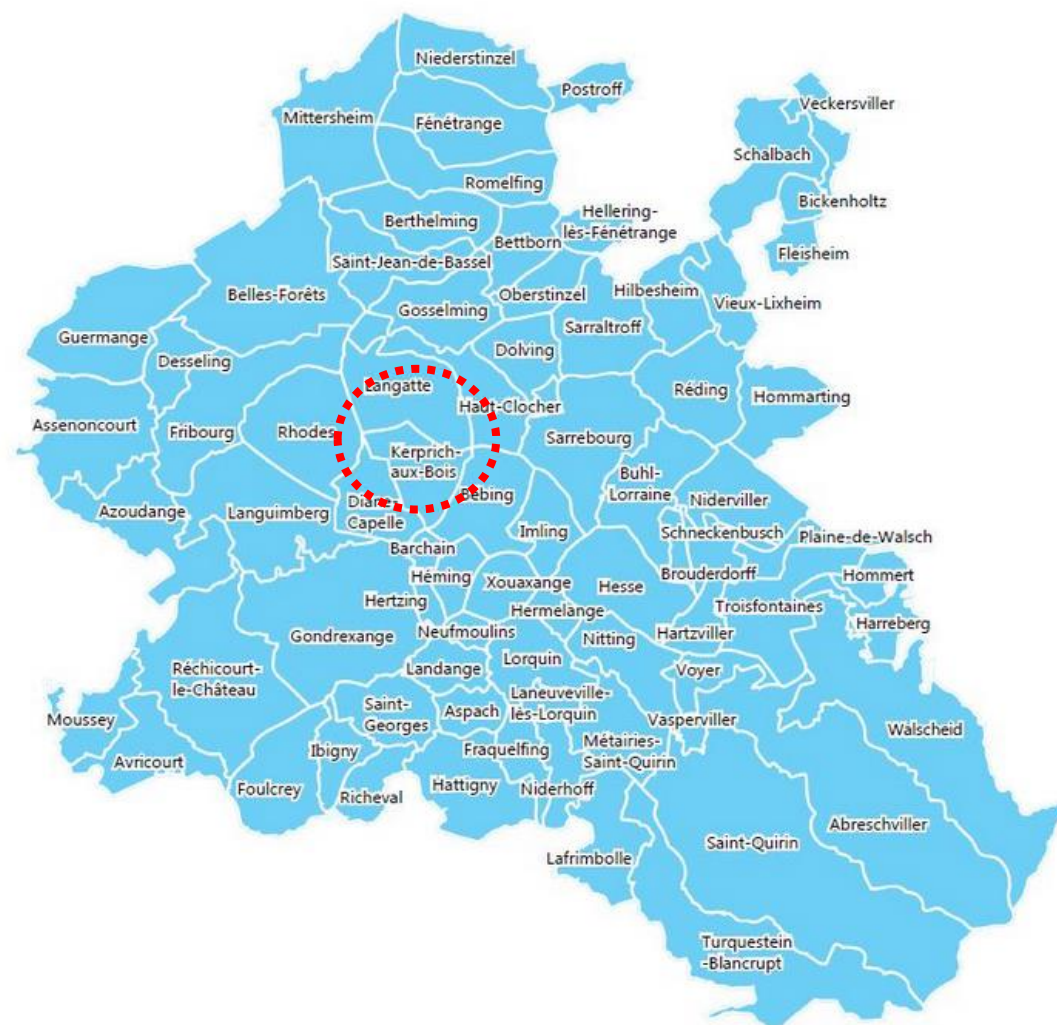 Niederstinzel
Postroff
Veckersviller
Mittersheim
Fénétrange
Schalbach
Romelfing
Bickenholtz
Berthelming
Hellering-
lès-Fénétrange
Bettborn
Fleisheim
Saint-Jean-de-Bassel
Belles-Forêts
Oberstinzel
Hilbesheim
Gosselming
Vieux-Lixheim
Sarraltroff
Guermange
Dolving
Desseling
Langatte
Réding
Hommarting
Haut-Clocher
Assenoncourt
Fribourg
Rhodes
Sarrebourg
Kerprich-
aux-Bois
Buhl-
Lorraine
Bébing
Niderviller
Azoudange
Languimberg
Diane-
Capelle
Imling
Schneckenbusch
Plaine-de-Walsch
Barchain
Héming
Xouaxange
Hesse
Brouderdorff
Hommert
Hertzing
Hermelange
Troisfontaines
Harreberg
Gondrexange
Neufmoulins
Nitting
Hartzviller
Réchicourt-
le-Château
Landange
Lorquin
Voyer
Saint-
Georges
Aspach
Laneuveville-
lès-Lorquin
Moussey
Vasperviller
Walscheid
Avricourt
Ibigny
Fraquelfing
Métairies-
Saint-Quirin
Foulcrey
Richeval
Hattigny
Niderhoff
Abreschviller
Saint-Quirin
Lafrimbolle
Turquestein
-Blancrupt